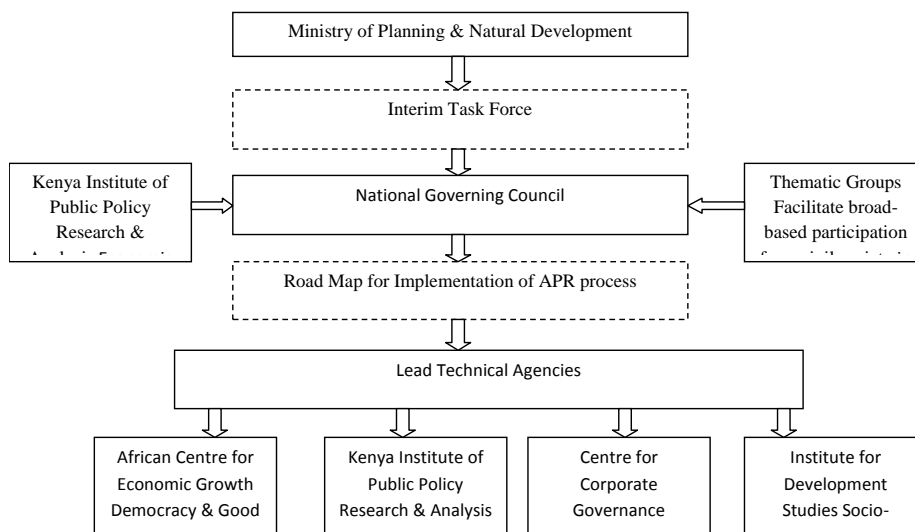 Ministry of Planning & Natural Development
Interim Task Force
Kenya Institute of
Public Policy
Research &
National Governing Council
Thematic Groups
Facilitate broad-
based participation
Road Map for Implementation of APR process
Lead Technical Agencies
African Centre for
Economic Growth
Democracy & Good
Kenya Institute of
Public Policy
Research & Analysis
Centre for
Corporate
Governance
Institute for
Development
Studies Socio-